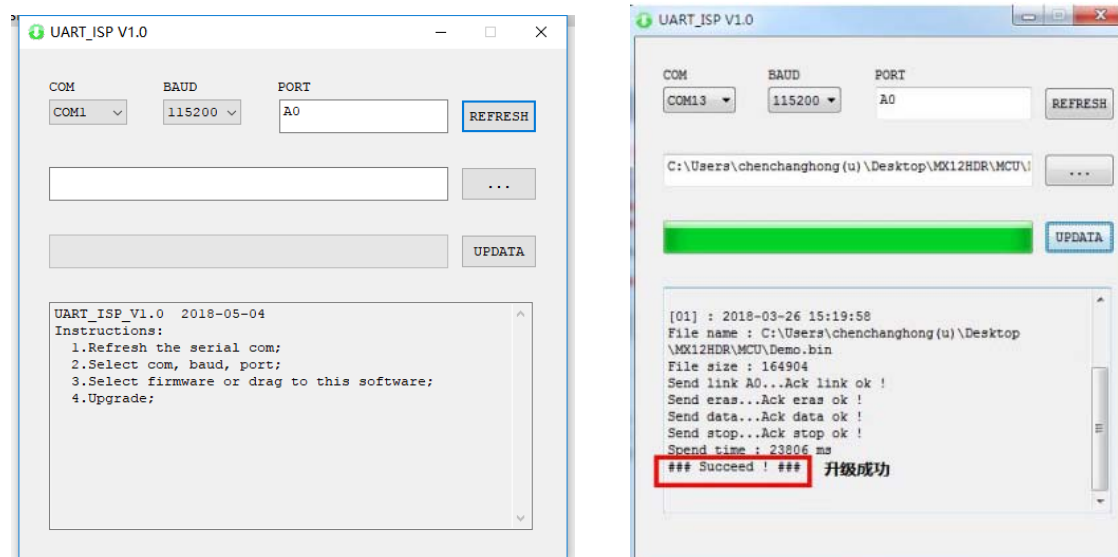 UART_ISP V1.0
COM BAUD PORT
COM1 115200 A0 REFRESH
...
UPDATA
UART_ISP_V1.0 2018-05-04
Instructions:
1.Refresh the serial com;
2.Select com, baud, port;
3.Select firmware or drag to this software;
4.Upgrade;
UART_ISP V1.0
COM BAUD PORT
COM13 115200 A0 REFRESH
C:\Users\chenchanghong(u)\Desktop\MX12HDR\MCU\
...
UPDATA
[01] : 2018-03-26 15:19:58
File name : C:\Users\chenchanghong(u)\Desktop
\MX12HDR\MCU\Demo.bin
File size : 164904
Send link A0...Ack link ok !
Send eras...Ack eras ok !
Send data...Ack data ok !
Send stop...Ack stop ok !
Spend time : 23806 ms
### Succeed ! ### 升级成功